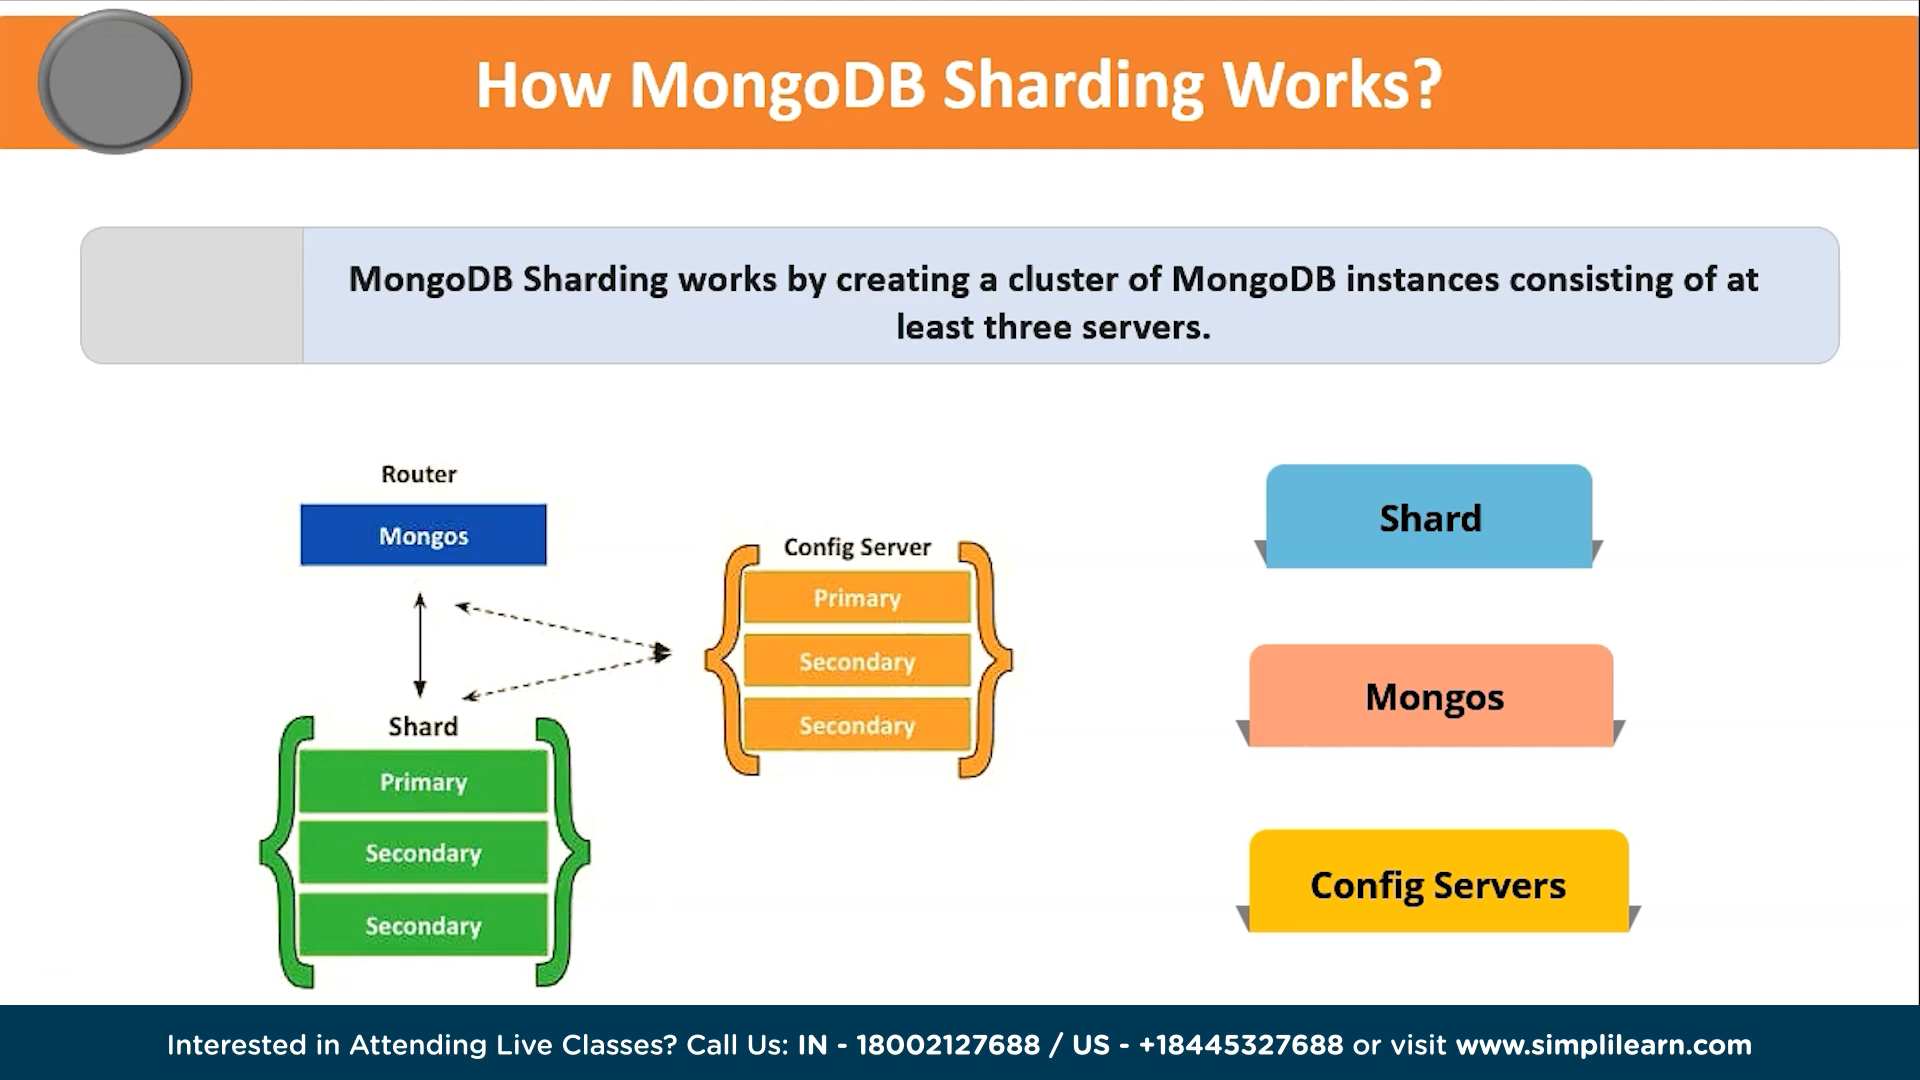 How MongoDB Sharding Works?
MongoDB Sharding works by creating a cluster of MongoDB instances consisting of at
least three servers.
Router
Mongos
Config Server
Primary
Secondary
Secondary
Shard
Primary
Secondary
Secondary
Shard
Mongos
Config Servers
Interested in Attending Live Classes? Call Us: IN - 18002127688 / US - +18445327688 or visit www.simplilearn.com